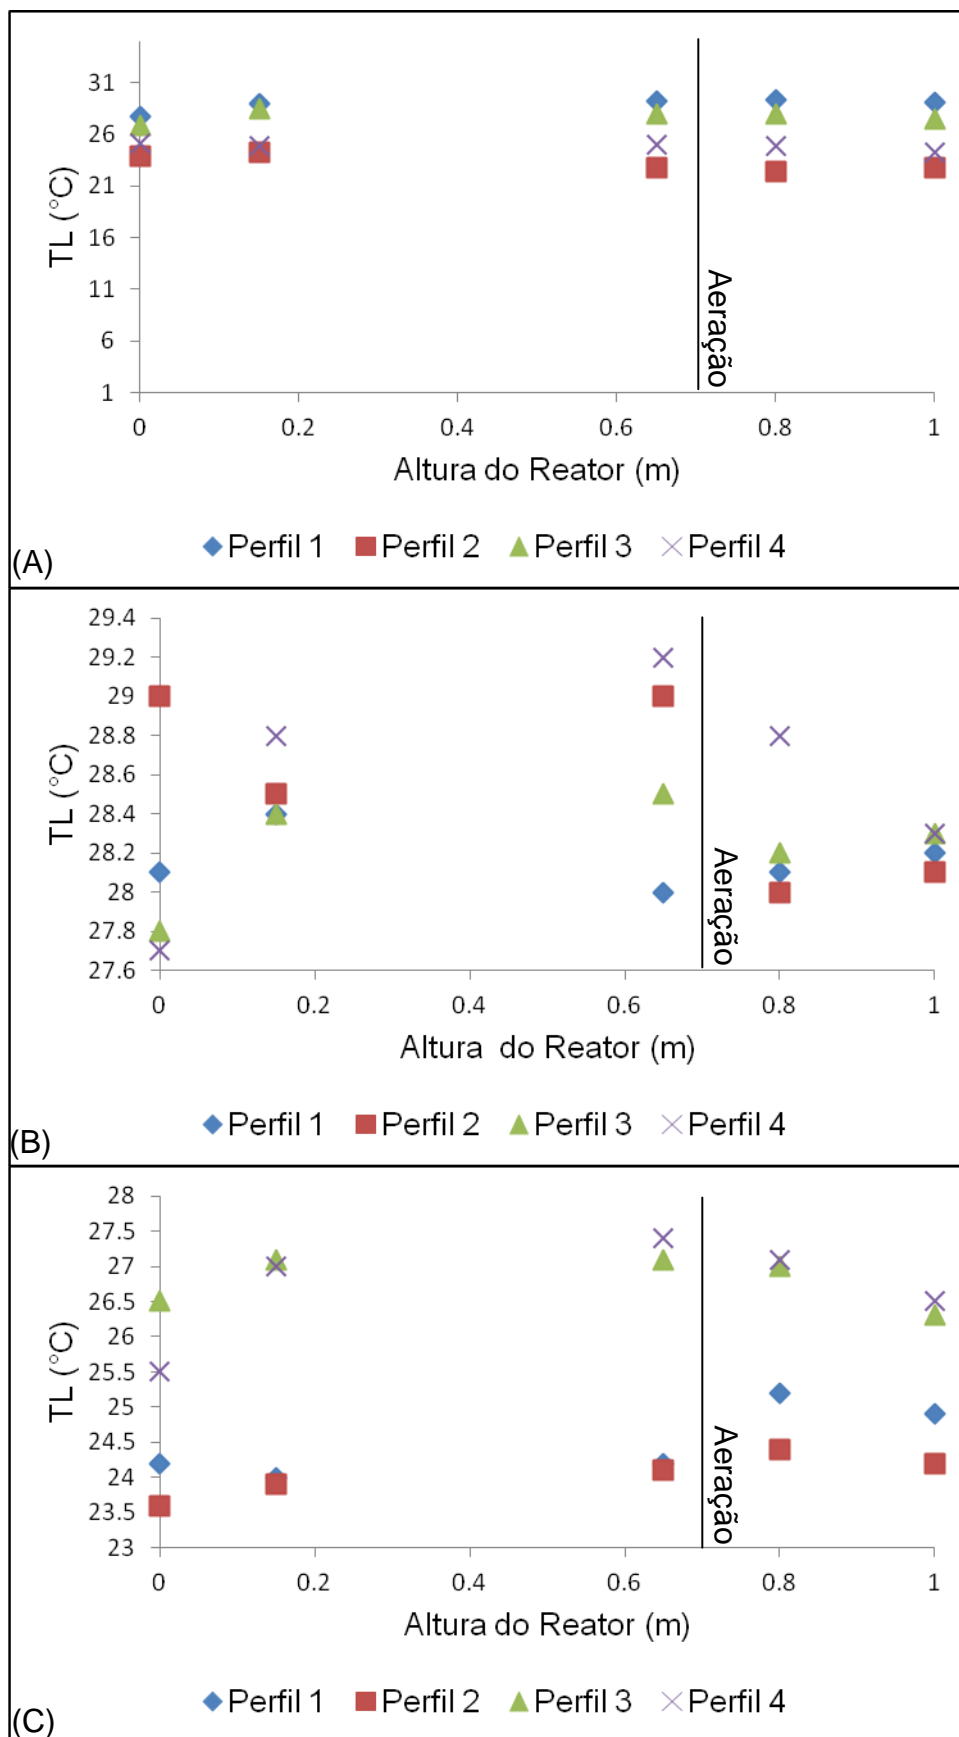 31
26
21
16
11
6
1
TL (°C)
Aeração
0 0.2 0.4 0.6 0.8 1
Altura do Reator (m)
Perfil 1 Perfil 2 Perfil 3 Perfil 4
(A)
29.4
29.2
29
28.8
28.6
28.4
28.2
28
27.8
27.6
TL (°C)
Aeração
0 0.2 0.4 0.6 0.8 1
Altura do Reator (m)
Perfil 1 Perfil 2 Perfil 3 Perfil 4
(B)
28
27.5
27
26.5
26
25.5
25
24.5
24
23.5
23
TL (°C)
Aeração
0 0.2 0.4 0.6 0.8 1
Altura do Reator (m)
Perfil 1 Perfil 2 Perfil 3 Perfil 4
(C)